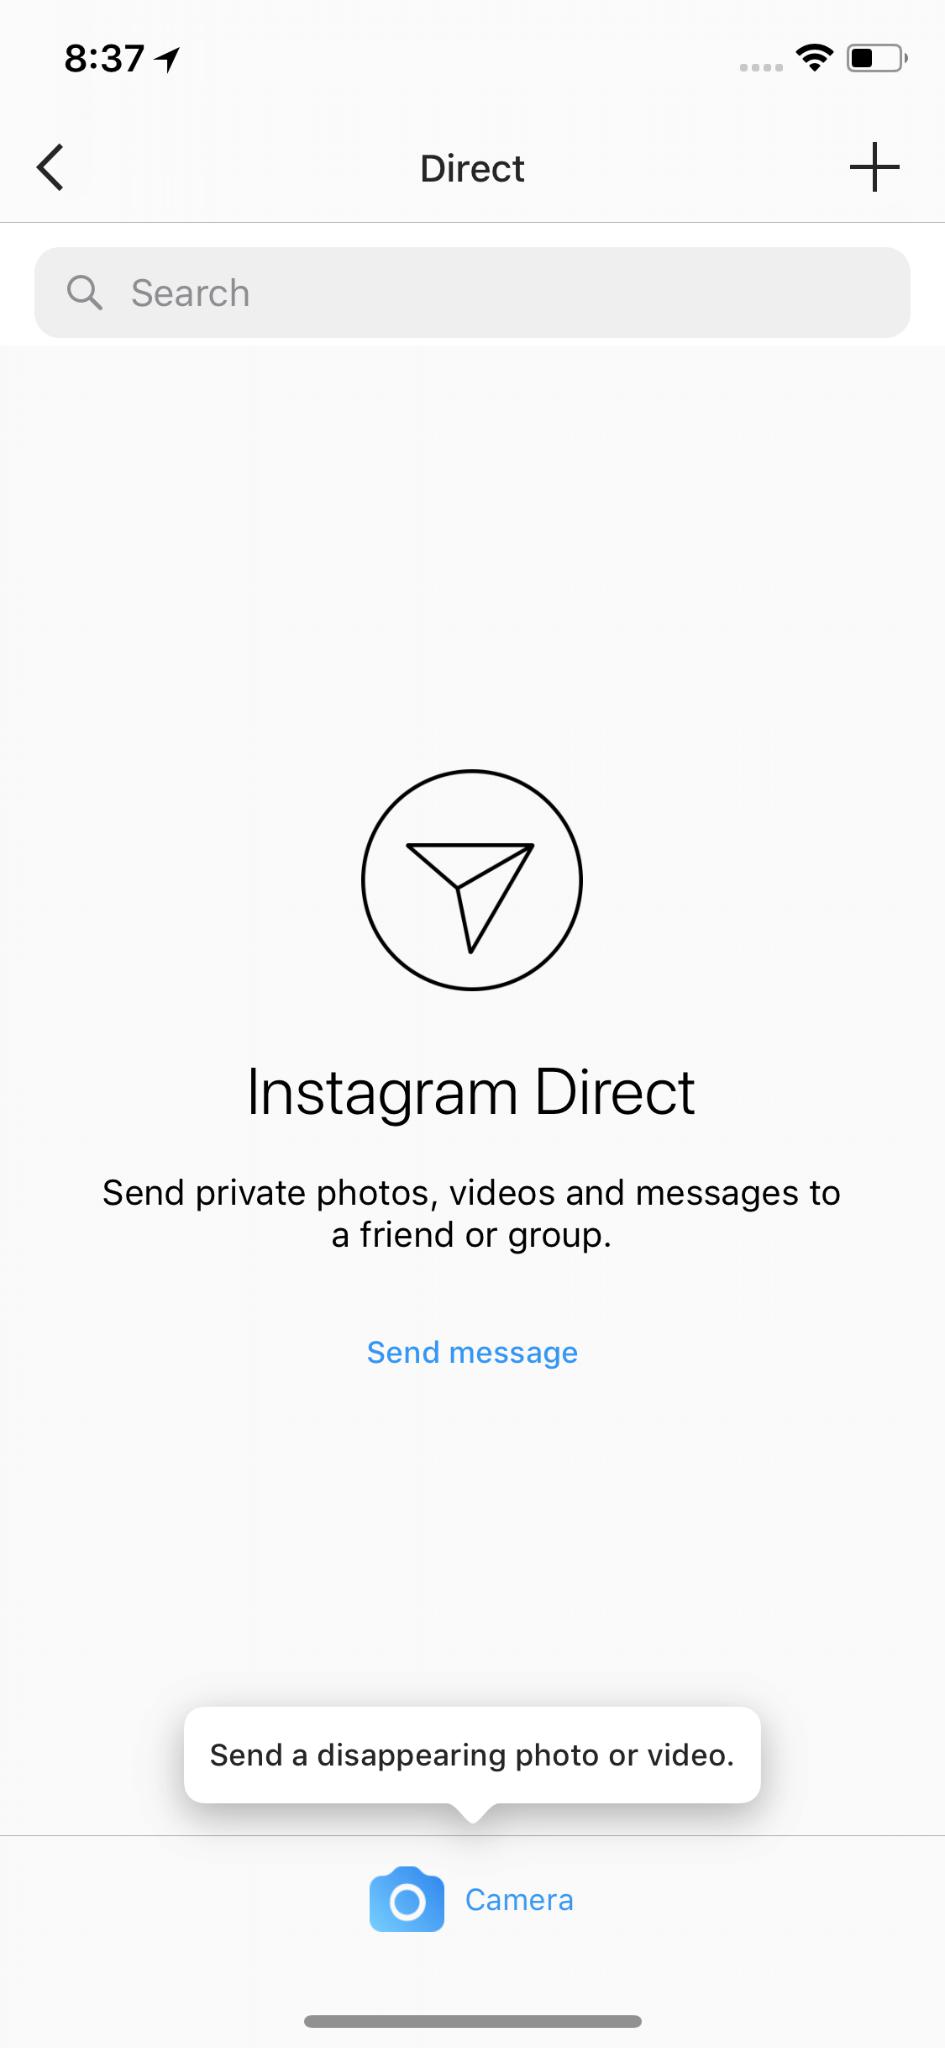 8:37
Direct
Search
Instagram Direct
Send private photos, videos and messages to
a friend or group.
Send message
Send a disappearing photo or video.
Camera